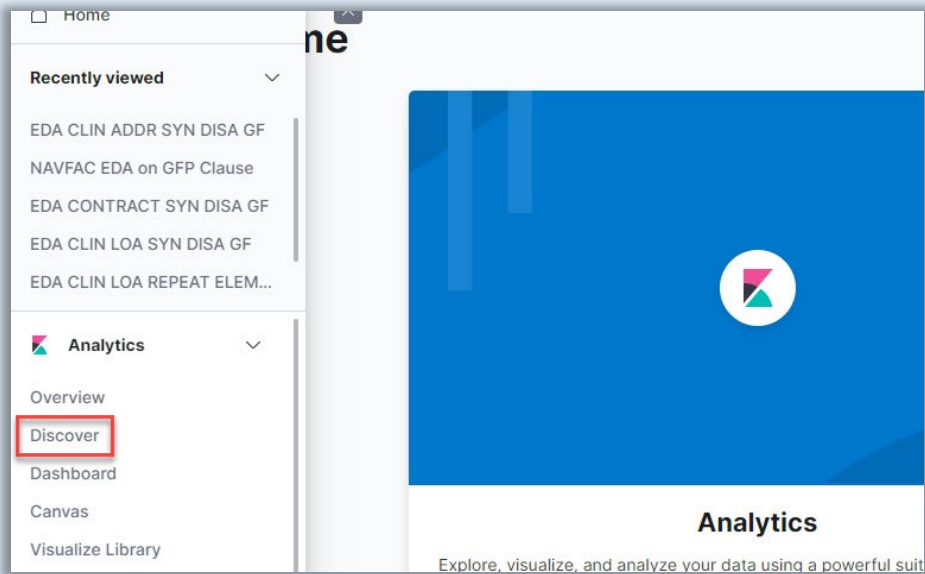 Home
me
Recently viewed
EDA CLIN ADDR SYN DISA GF
NAVFAC EDA on GFP Clause
EDA CONTRACT SYN DISA GF
EDA CLIN LOA SYN DISA GF
EDA CLIN LOA REPEAT ELEM...
Analytics
Overview
Discover
Dashboard
Canvas
Visualize Library
Analytics
Explore, visualize, and analyze your data using a powerful suit